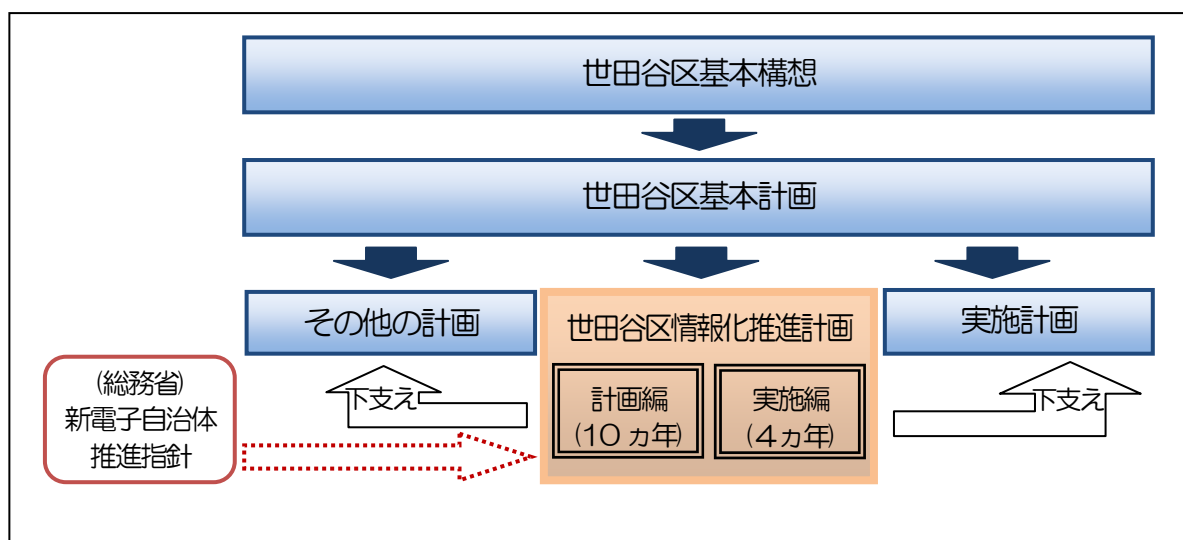 世田谷区基本構想
世田谷区基本計画
その他の計画
世田谷区情報化推進計画
実施計画
(総務省)
新電子自治体
推進指針
下支え
計画編
(10ヵ年)
実施編
(4ヵ年)
下支え